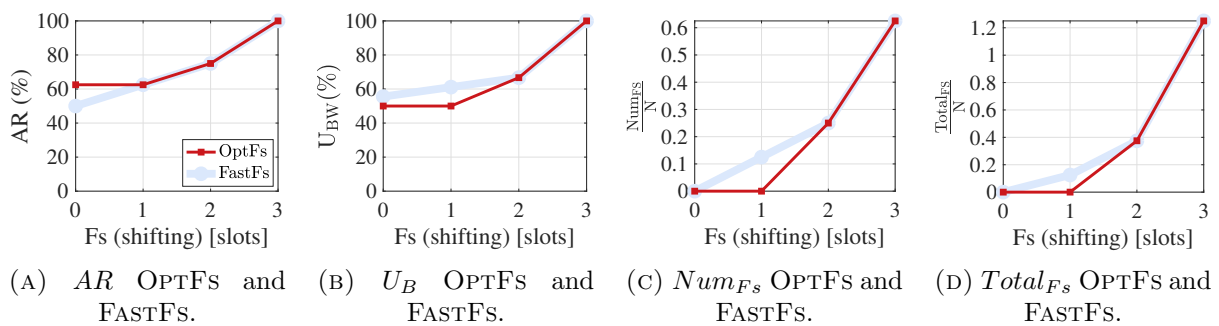 100
80
60
40
20
0
AR (%)
OptFs
FastFs
0 1 2 3
Fs (shifting) [slots]
(A) AR OPTFS and
FASTFS.
100
80
60
40
20
0
U_BW(%)
0 1 2 3
Fs (shifting) [slots]
(B) U_B OPTFS and
FASTFS.
0.6
0.5
0.4
0.3
0.2
0.1
0
Num_FS
N
0 1 2 3
Fs (shifting) [slots]
(C) Num_Fs OPTFS and
FASTFS.
1.2
1
0.8
0.6
0.4
0.2
0
Total_FS
N
0 1 2 3
Fs (shifting) [slots]
(D) Total_Fs OPTFS and
FASTFS.